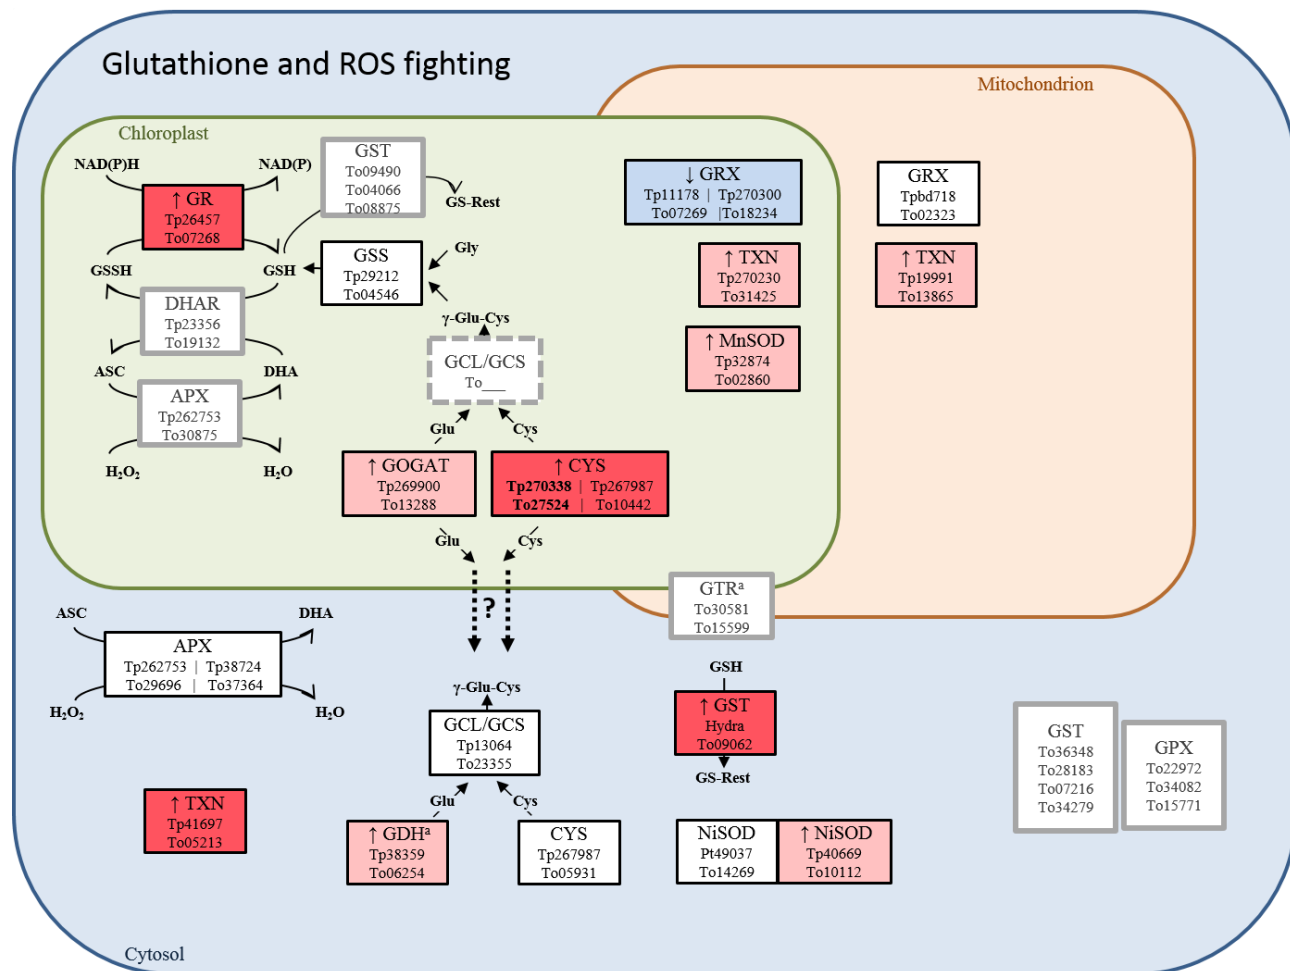 Glutathione and ROS fighting
Mitochondrion
Chloroplast
NAD(P)H
NAD(P)
↑ GR
Tp26457
To07268
GSSH
GSH
GST
To09490
To04066
To08875
GS-Rest
GSS
Tp29212
To04546
Gly
γ-Glu-Cys
DHAR
Tp23356
To19132
ASC
DHA
APX
Tp262753
To30875
H₂O₂
H₂O
GCL/GCS
To___
Glu
Cys
↑ GOGAT
Tp269900
To13288
↑ CYS
Tp270338 | Tp267987
To27524 | To10442
Glu
Cys
?
↓ GRX
Tp11178 | Tp270300
To07269 |To18234
↑ TXN
Tp270230
To31425
↑ MnSOD
Tp32874
To02860
GRX
Tpbd718
To02323
↑ TXN
Tp19991
To13865
GTRª
To30581
To15599
ASC
DHA
APX
Tp262753 | Tp38724
To29696 | To37364
H₂O₂
H₂O
γ-Glu-Cys
GCL/GCS
Tp13064
To23355
Glu
Cys
GSH
↑ GST
Hydra
To09062
GS-Rest
GST
To36348
To28183
To07216
To34279
GPX
To22972
To34082
To15771
↑ TXN
Tp41697
To05213
↑ GDHª
Tp38359
To06254
CYS
Tp267987
To05931
NiSOD
Pt49037
To14269
↑ NiSOD
Tp40669
To10112
Cytosol